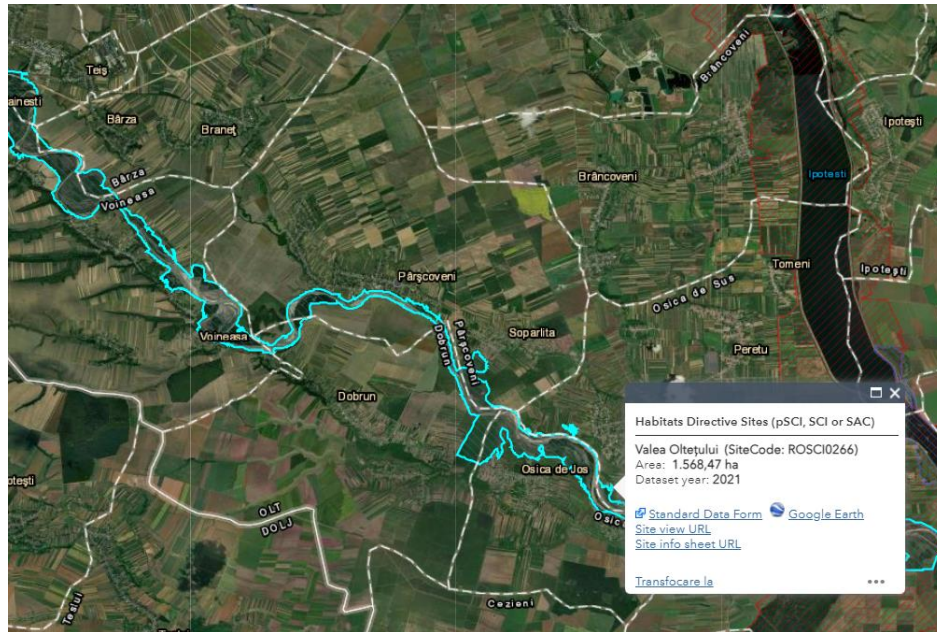 Teiș
ainesti
Bârza
Braneț
Brâncoveni
Ipotești
Bârza
Voineasa
Brâncoveni
Ipotesti
Pârșcoveni
Tomeni
Ipotești
Osica de Sus
Voineasa
Pârșcoveni
Dobrun
Soparlita
Peretu
Dobrun
Osica de Jos
otești
OLT
DOLJ
Osic
Cezieni
Teslui
Habitats Directive Sites (pSCI, SCI or SAC)
Valea Oltețului (SiteCode: ROSCI0266)
Area: 1.568,47 ha
Dataset year: 2021
Standard Data Form Google Earth
Site view URL
Site info sheet URL
Transfocare la